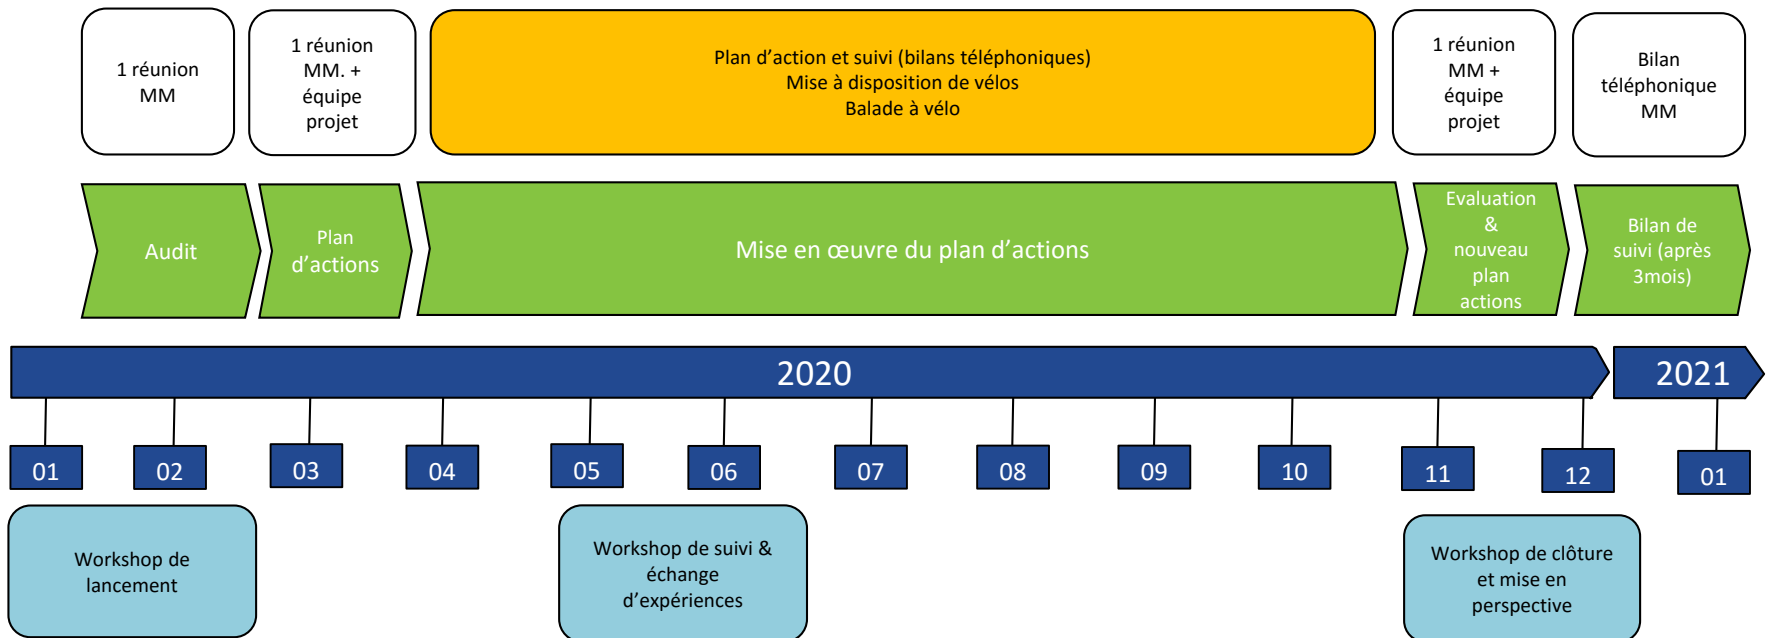 1 réunion
MM
1 réunion
MM. +
équipe
projet
Plan d’action et suivi (bilans téléphoniques)
Mise à disposition de vélos
Balade à vélo
1 réunion
MM +
équipe
projet
Bilan
téléphonique
MM
Audit
Plan
d’actions
Mise en œuvre du plan d’actions
Evaluation
&
nouveau
plan
actions
Bilan de
suivi (après
3mois)
2020
2021
01
02
03
04
05
06
07
08
09
10
11
12
01
Workshop de
lancement
Workshop de suivi &
échange
d’expériences
Workshop de clôture
et mise en
perspective